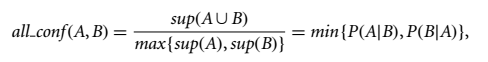 all_conf(A, B) = sup(A ∪ B) / max{sup(A), sup(B)} = min{P(A|B), P(B|A)},